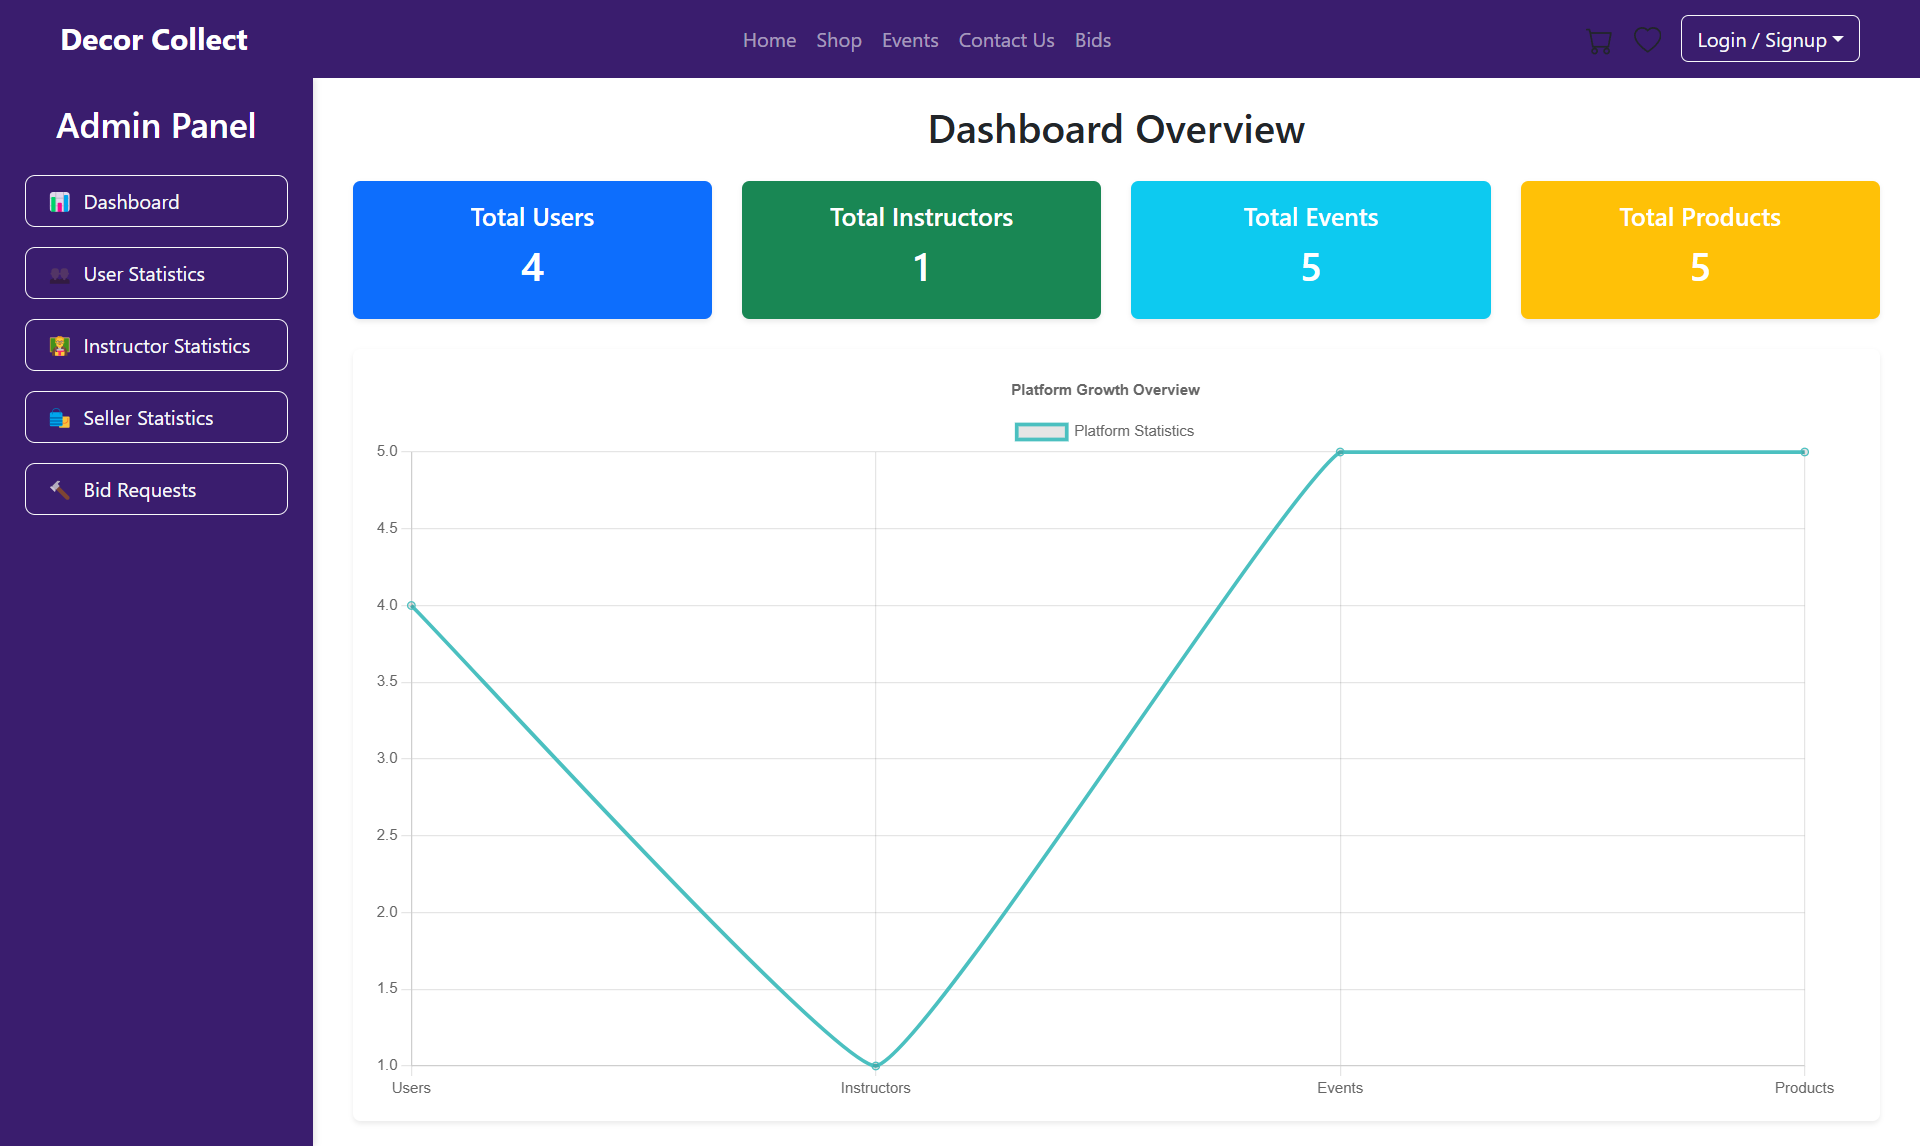 Decor Collect
Home Shop Events Contact Us Bids
Login / Signup
Admin Panel
Dashboard
User Statistics
Instructor Statistics
Seller Statistics
Bid Requests
Dashboard Overview
Total Users
4
Total Instructors
1
Total Events
5
Total Products
5
Platform Growth Overview
Platform Statistics
5.0
4.5
4.0
3.5
3.0
2.5
2.0
1.5
1.0
Users Instructors Events Products